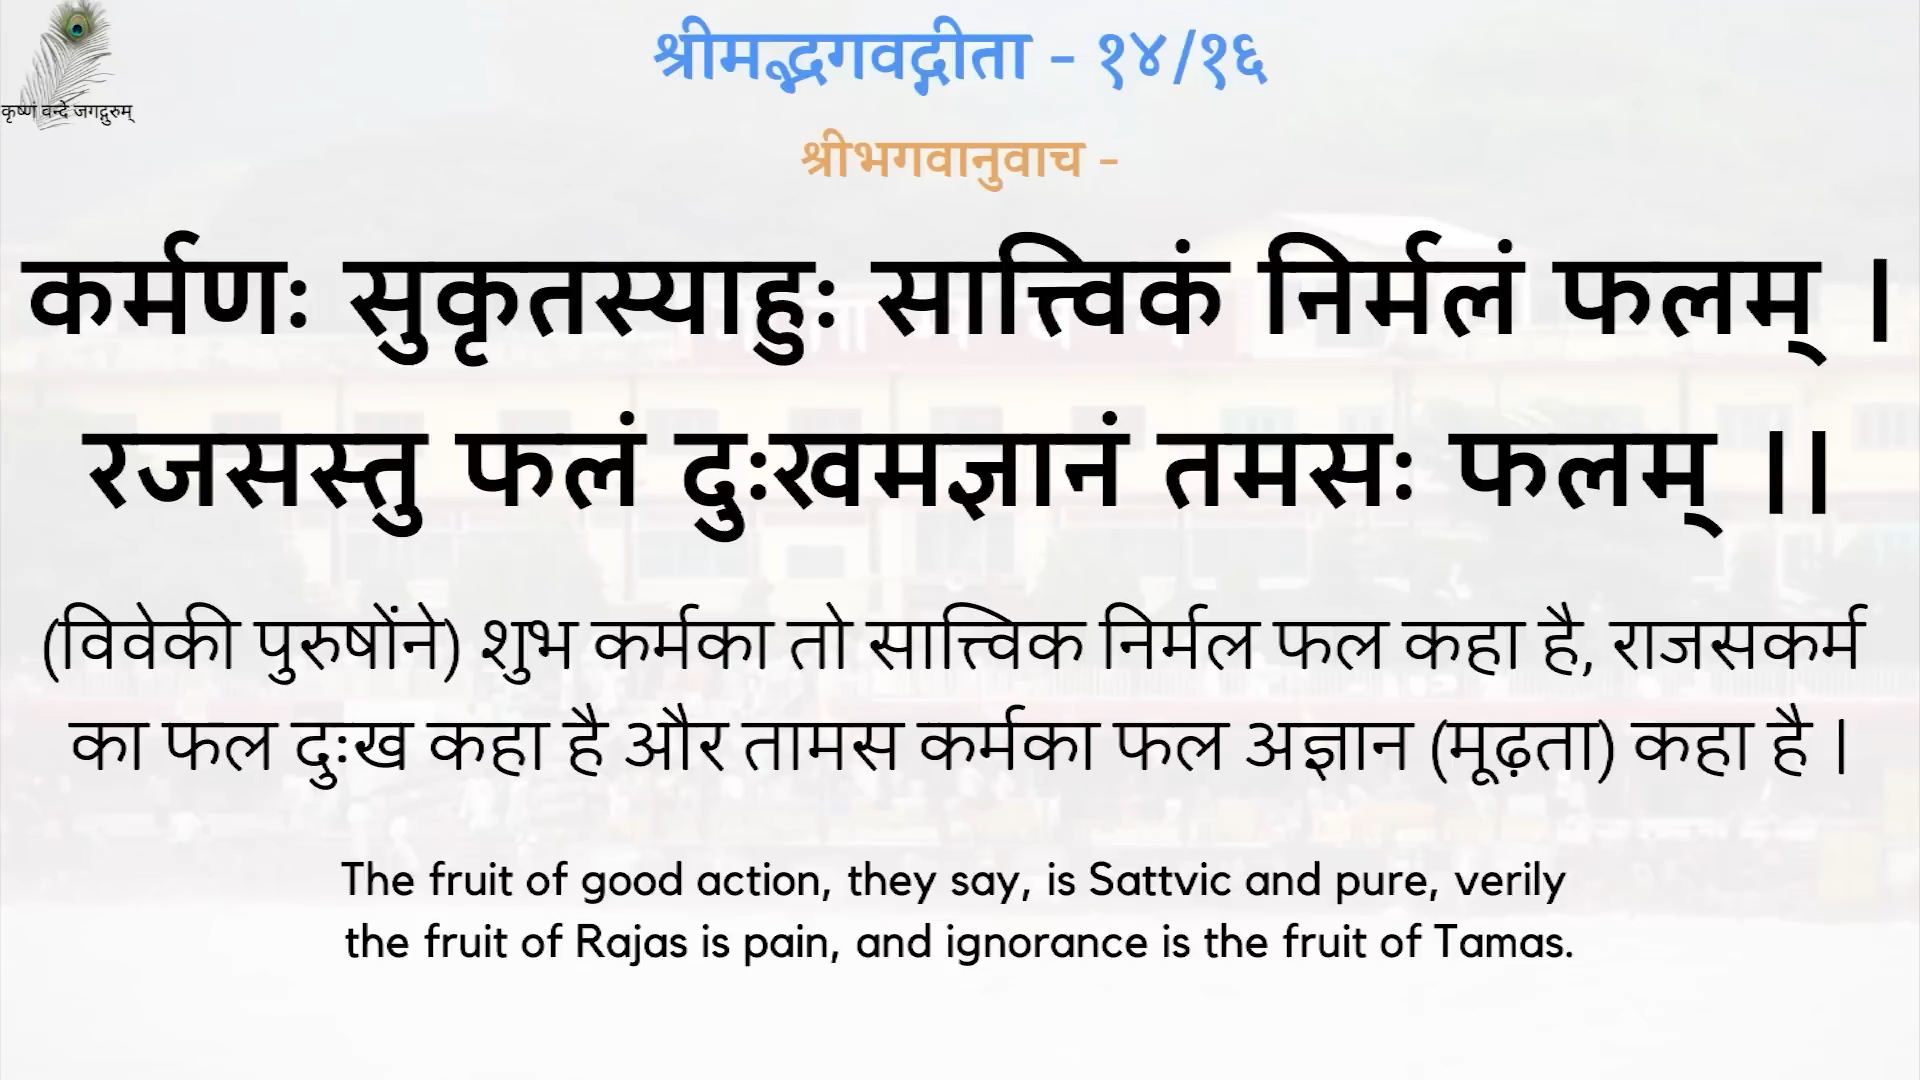 श्रीमद्भगवद्गीता - १४/१६
कृष्णं वन्दे जगद्गुरुम्
श्रीभगवानुवाच -
कर्मणः सुकृतस्याहुः सात्त्विकं निर्मलं फलम् ।
रजसस्तु फलं दुःखमज्ञानं तमसः फलम् ।।
(विवेकी पुरुषोंने) शुभ कर्मका तो सात्त्विक निर्मल फल कहा है, राजसकर्म
का फल दुःख कहा है और तामस कर्मका फल अज्ञान (मूढ़ता) कहा है |
The fruit of good action, they say, is Sattvic and pure, verily
the fruit of Rajas is pain, and ignorance is the fruit of Tamas.